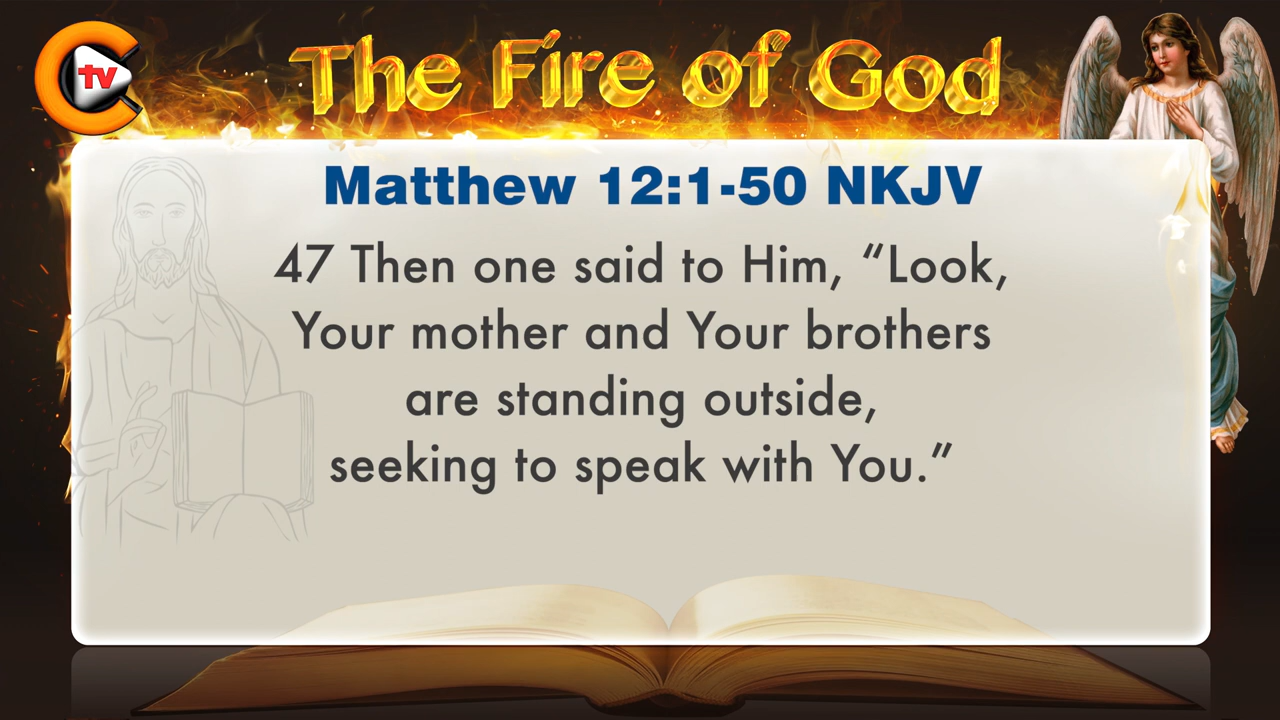 tv
The Fire of God
Matthew 12:1-50 NKJV
47 Then one said to Him, “Look,
Your mother and Your brothers
are standing outside,
seeking to speak with You.”